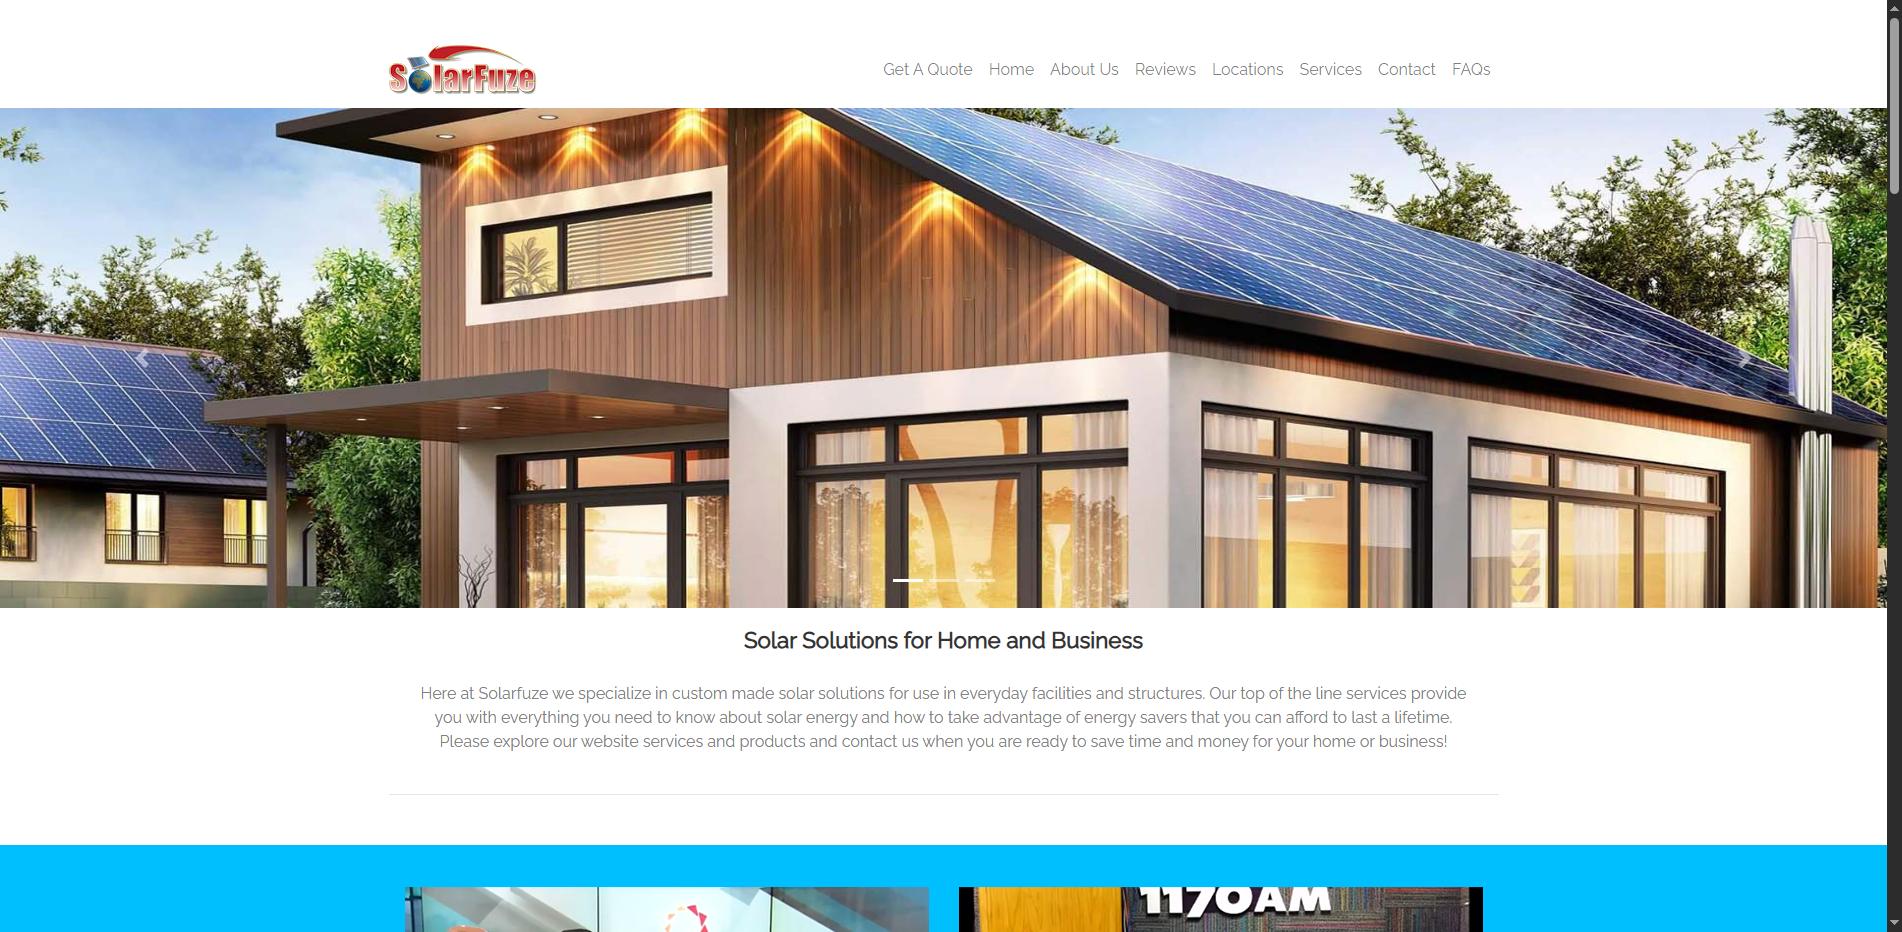 SolarFuze
Get A Quote Home About Us Reviews Locations Services Contact FAQs
Solar Solutions for Home and Business
Here at Solarfuze we specialize in custom made solar solutions for use in everyday facilities and structures. Our top of the line services provide
you with everything you need to know about solar energy and how to take advantage of energy savers that you can afford to last a lifetime.
Please explore our website services and products and contact us when you are ready to save time and money for your home or business!
1170AM